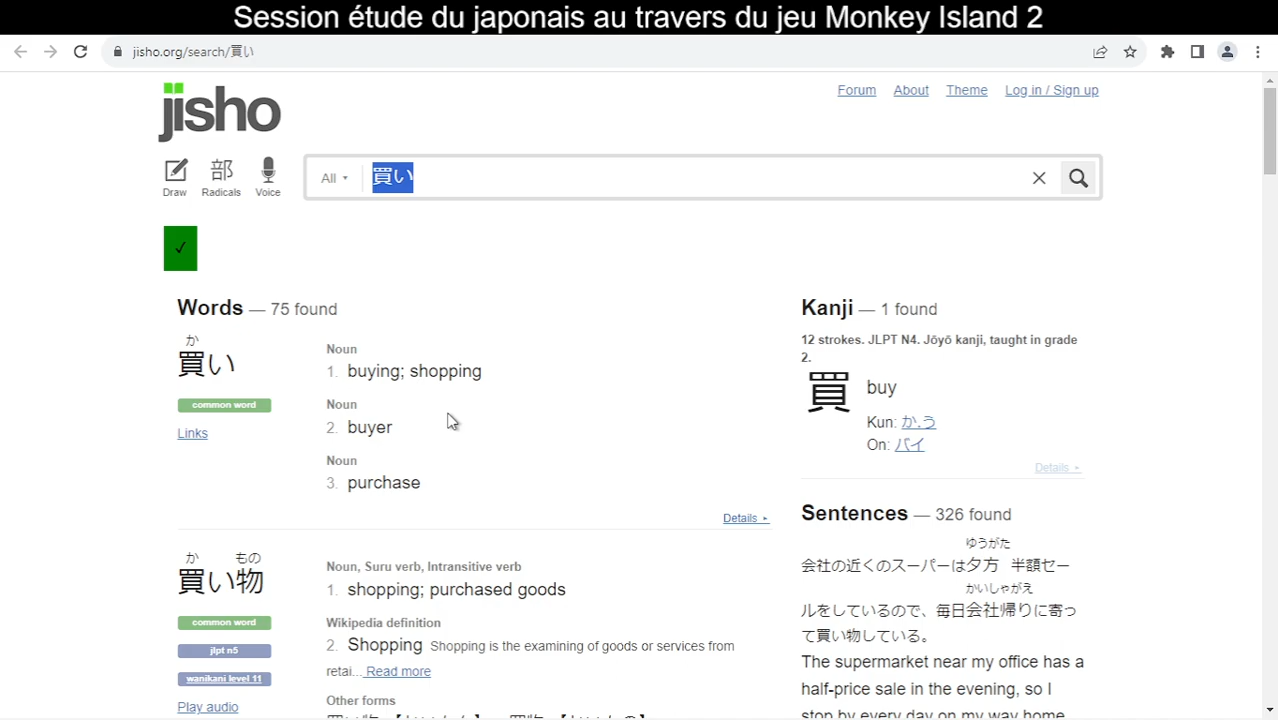 Session étude du japonais au travers du jeu Monkey Island 2
jisho.org/search/買い
jisho
Forum About Theme Log in / Sign up
Draw
部 Radicals
Voice
All 買い
✓
Words — 75 found
か
買い
common word
Links
Noun
1. buying; shopping
Noun
2. buyer
Noun
3. purchase
Details
か もの
買い物
common word
jlpt n5
wanikani level 11
Play audio
Noun, Suru verb, Intransitive verb
1. shopping; purchased goods
Wikipedia definition
2. Shopping Shopping is the examining of goods or services from
retai... Read more
Other forms
Kanji — 1 found
12 strokes. JLPT N4. Jōyō kanji, taught in grade
2.
買 buy
Kun: か.う
On: バイ
Details
Sentences — 326 found
ゆうがた
会社の近くのスーパーは夕方 半額セー
かいしゃがえ
ルをしているので、毎日会社帰りに寄っ
て買い物している。
The supermarket near my office has a
half-price sale in the evening, so I
stop by every day on my way home